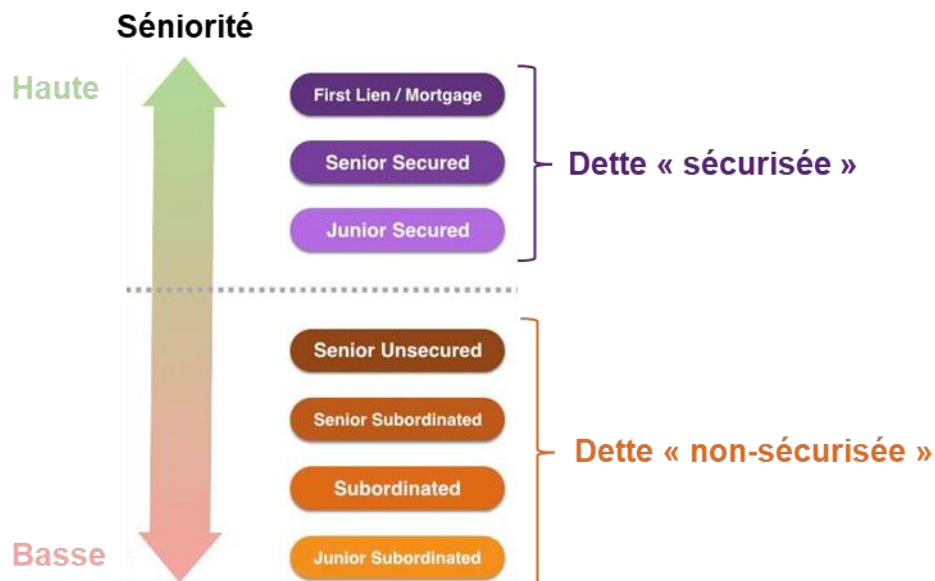 Séniorité
Haute
First Lien / Mortgage
Senior Secured
Dette « sécurisée »
Junior Secured
Senior Unsecured
Senior Subordinated
Dette « non-sécurisée »
Subordinated
Basse
Junior Subordinated